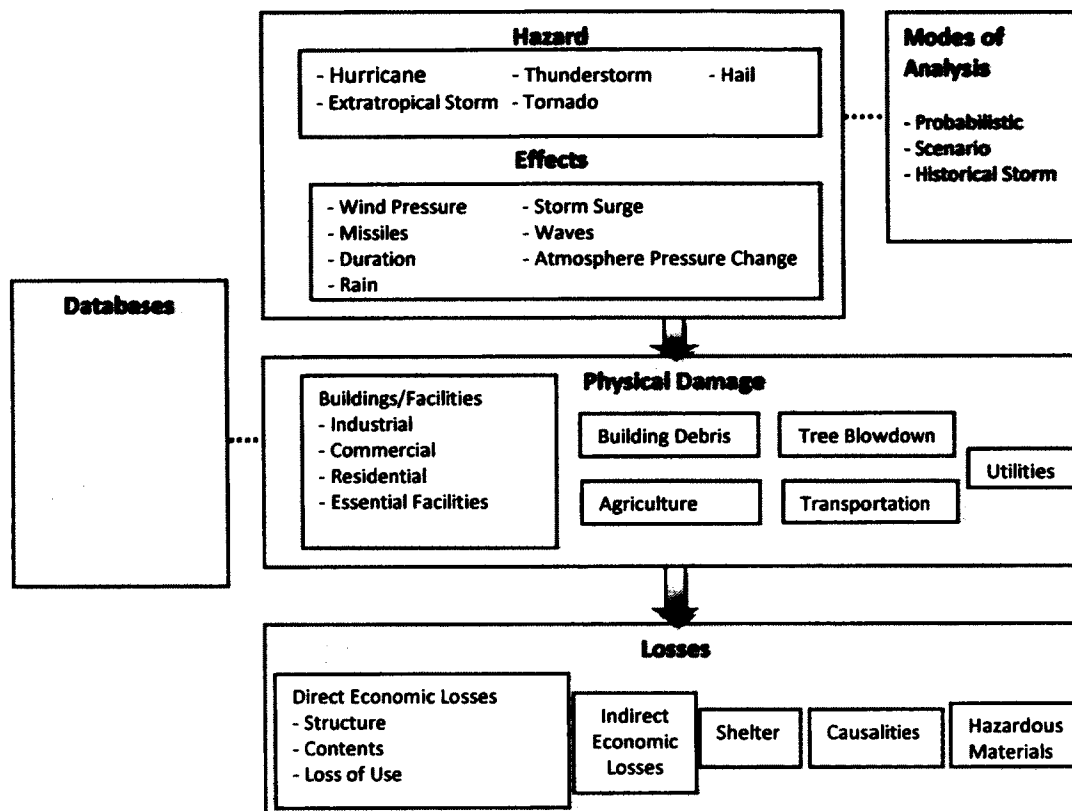 Hazard
- Hurricane - Thunderstorm - Hail
- Extratropical Storm - Tornado
Effects
- Wind Pressure - Storm Surge
- Missiles - Waves
- Duration - Atmosphere Pressure Change
- Rain
Modes of
Analysis
- Probabilistic
- Scenario
- Historical Storm
Databases
Physical Damage
Buildings/Facilities
- Industrial
- Commercial
- Residential
- Essential Facilities
Building Debris
Tree Blowdown
Utilities
Agriculture
Transportation
Losses
Direct Economic Losses
- Structure
- Contents
- Loss of Use
Indirect
Economic
Losses
Shelter
Causalities
Hazardous
Materials